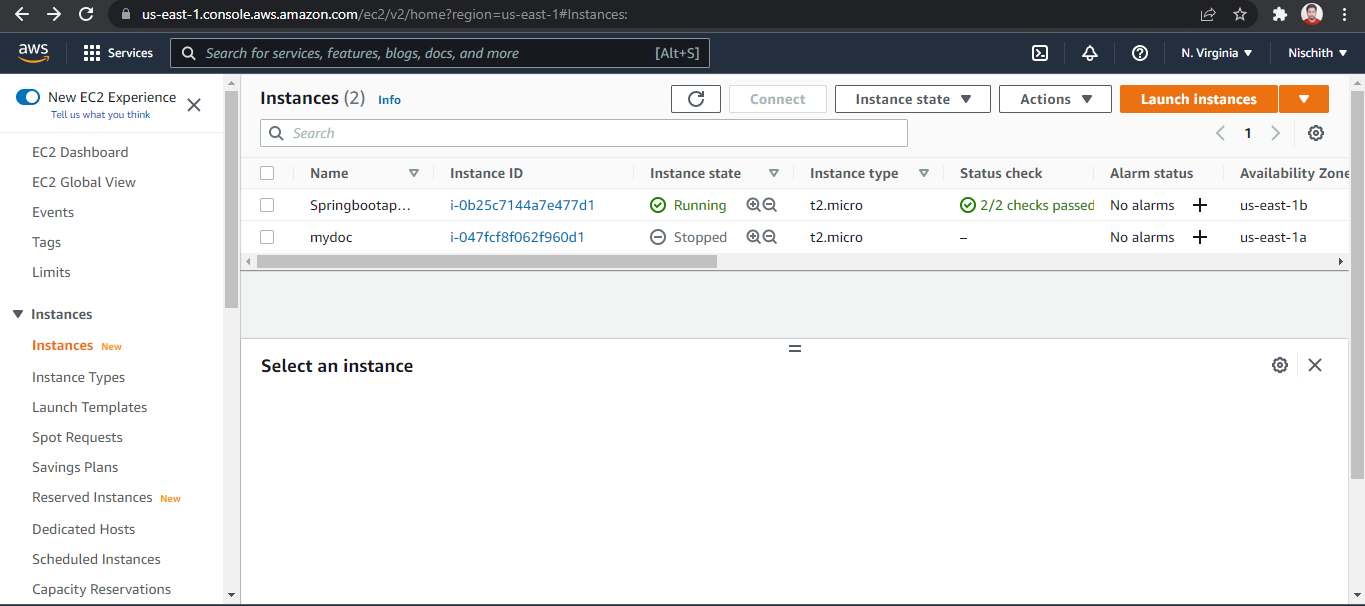 us-east-1.console.aws.amazon.com/ec2/v2/home?region=us-east-1#Instances:
aws Services Search for services, features, blogs, docs, and more [Alt+S] N. Virginia Nischith
New EC2 Experience
Tell us what you think
EC2 Dashboard
EC2 Global View
Events
Tags
Limits
Instances
Instances New
Instance Types
Launch Templates
Spot Requests
Savings Plans
Reserved Instances New
Dedicated Hosts
Scheduled Instances
Capacity Reservations
Instances (2) Info Connect Instance state Actions Launch instances
Search 1
Name Instance ID Instance state Instance type Status check Alarm status Availability Zone
Springbootap... i-0b25c7144a7e477d1 Running t2.micro 2/2 checks passed No alarms + us-east-1b
mydoc i-047fcf8f062f960d1 Stopped t2.micro – No alarms + us-east-1a
Select an instance